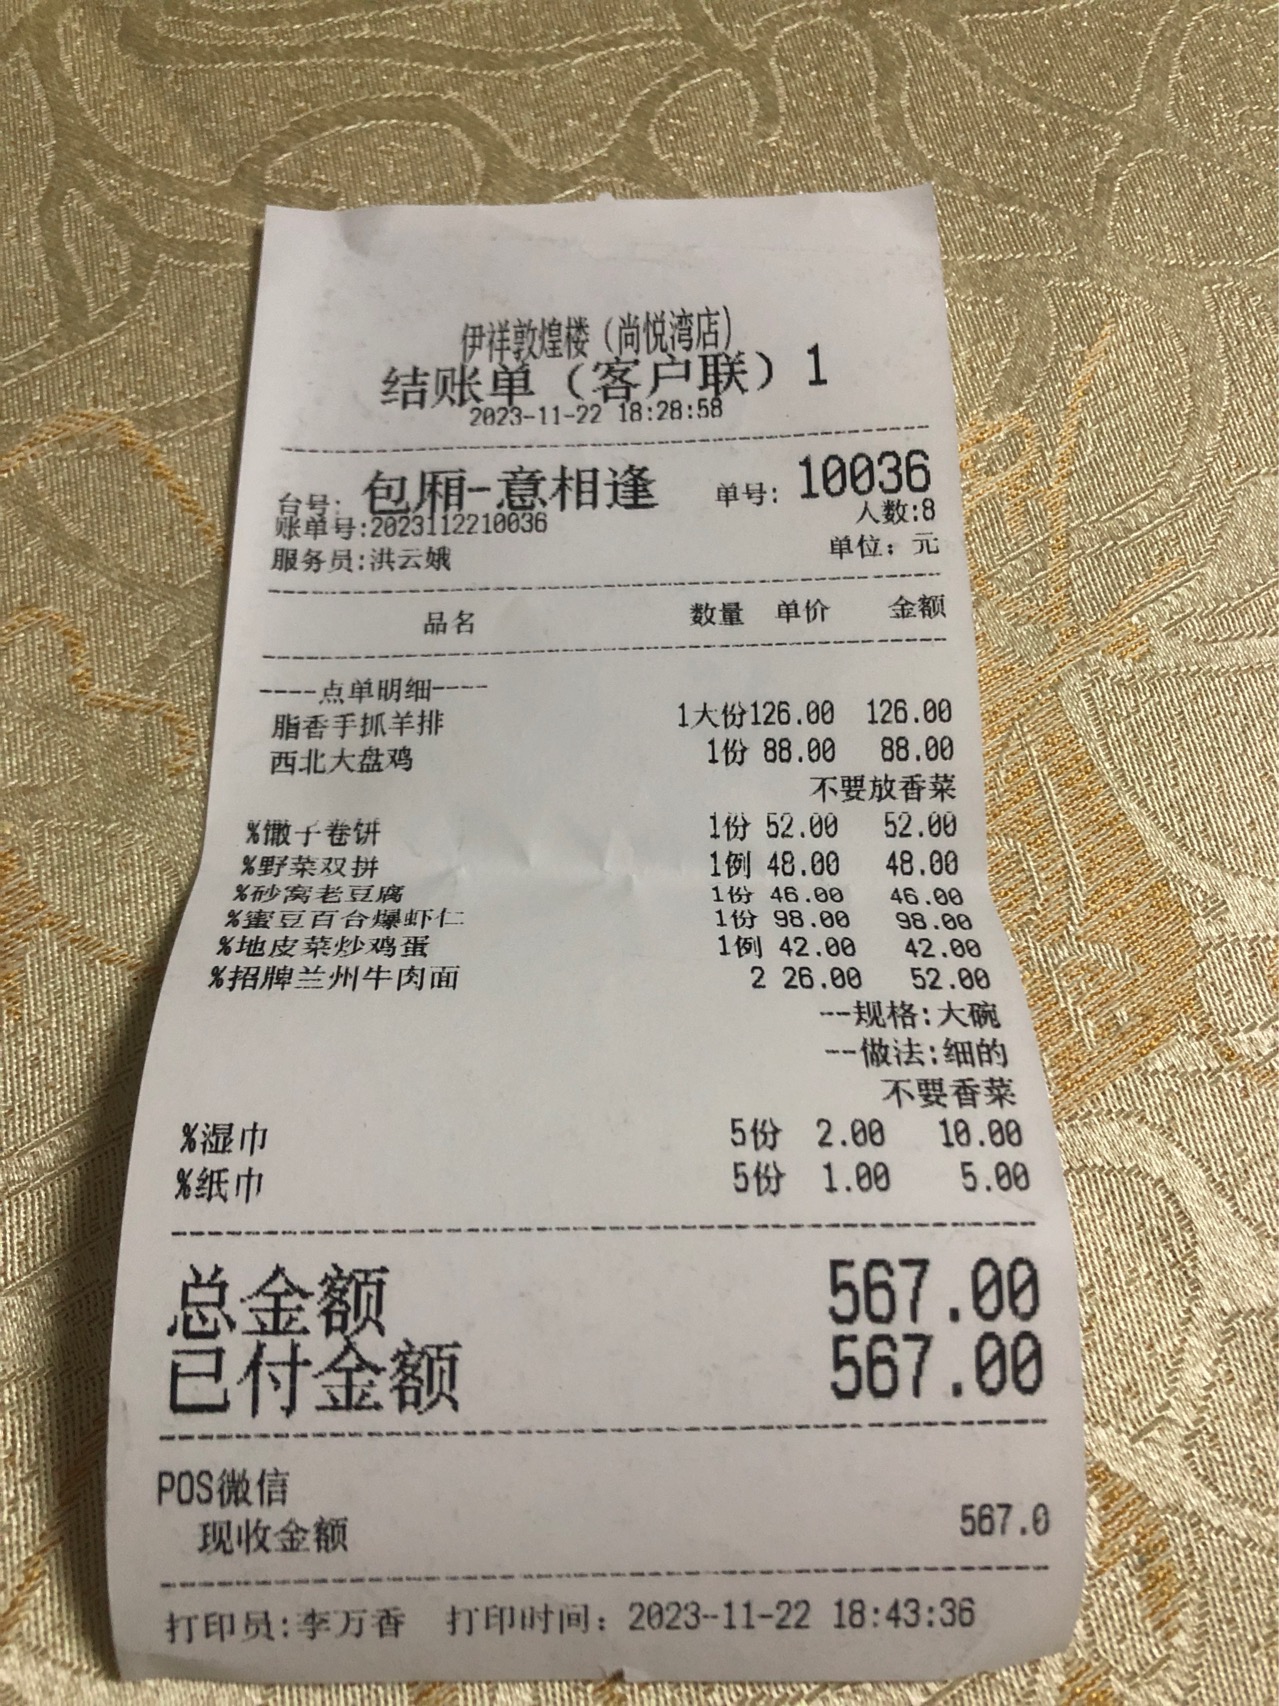 伊祥敦煌楼（尚悦湾店）
结账单（客户联）1
2023-11-22 18:28:58
台号: 包厢-意相逢 单号: 10036
账单号:2023112210036 人数:8
服务员:洪云娥 单位：元
品名 数量 单价 金额
----点单明细----
脂香手抓羊排 1大份126.00 126.00
西北大盘鸡 1份 88.00 88.00
不要放香菜
%馓子卷饼 1份 52.00 52.00
%野菜双拼 1例 48.00 48.00
%砂窝老豆腐 1份 46.00 46.00
%蜜豆百合爆虾仁 1份 98.00 98.00
%地皮菜炒鸡蛋 1例 42.00 42.00
%招牌兰州牛肉面 2 26.00 52.00
--规格:大碗
--做法:细的
不要香菜
%湿巾 5份 2.00 10.00
%纸巾 5份 1.00 5.00
总金额 567.00
已付金额 567.00
POS微信
现收金额 567.0
打印员:李万香 打印时间：2023-11-22 18:43:36